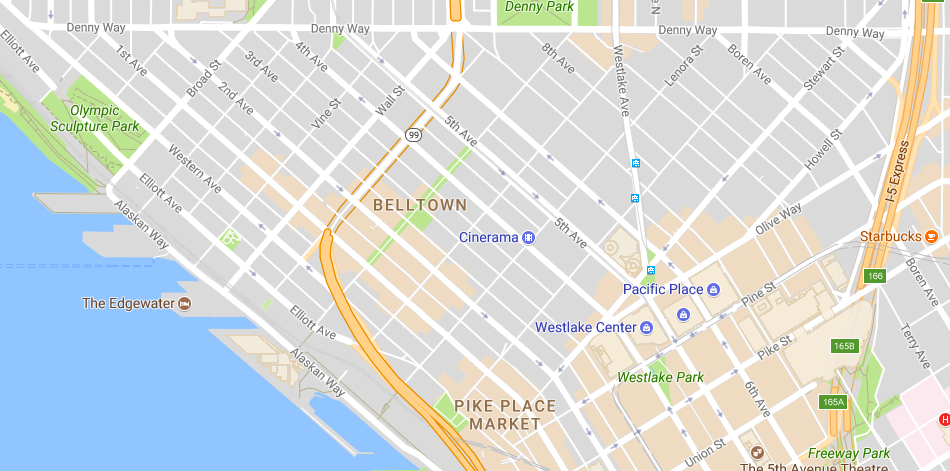 Denny Park
Denny Way
Denny Way
Denny Way
Elliott Ave
1st Ave
Broad St
3rd Ave
4th Ave
2nd Ave
Vine St
Wall St
8th Ave
Westlake Ave
N
Lenora St
Boren Ave
Stewart St
Olympic
Sculpture Park
99
5th Ave
Howell St
I-5 Express
Western Ave
Elliott Ave
Alaskan Way
BELLTOWN
Cinerama
5th Ave
Olive Way
Starbucks
166
Boren Ave
The Edgewater
Pacific Place
Pine St
Elliott Ave
Westlake Center
Pike St
165B
Terry Ave
Alaskan Way
Westlake Park
6th Ave
165A
PIKE PLACE
MARKET
H
Union St
Freeway Park
The 5th Avenue Theatre